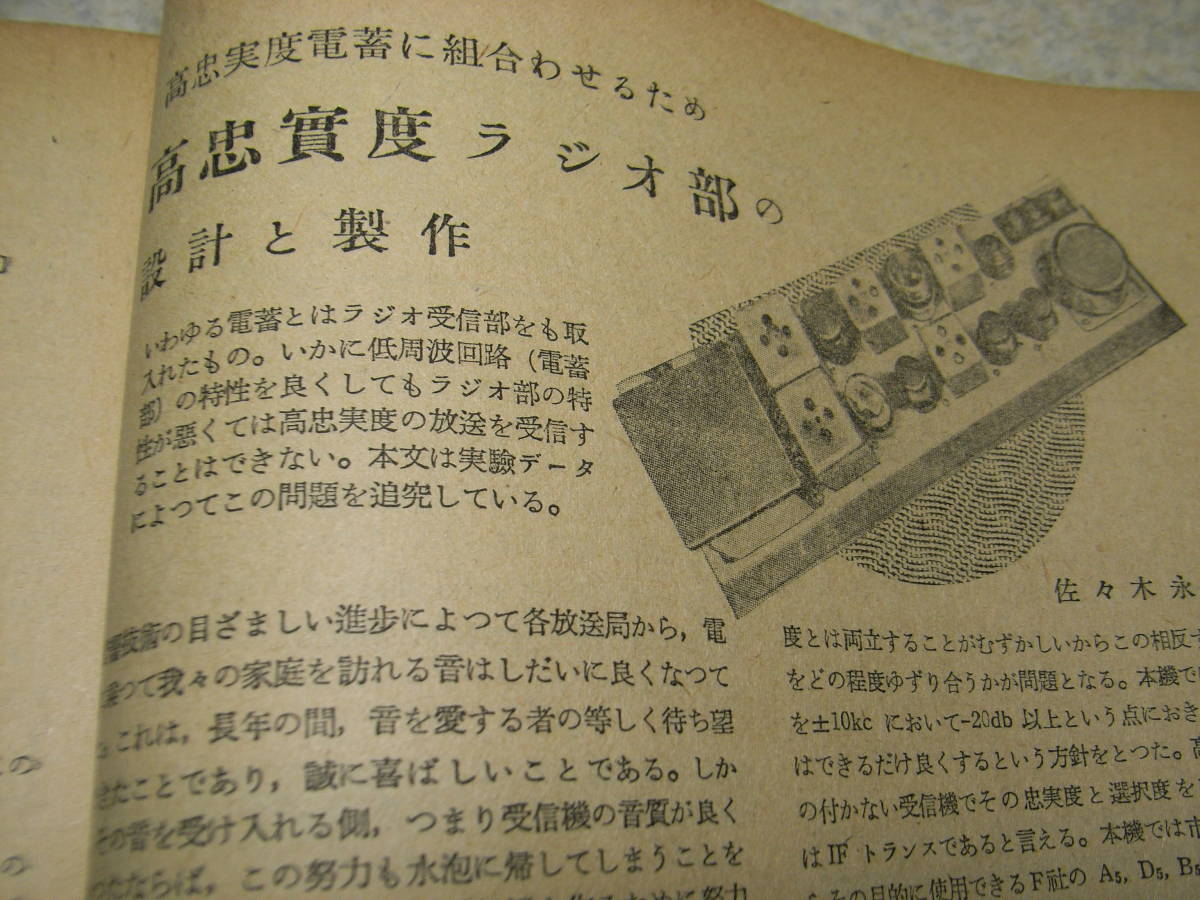 高忠実度電蓄に組合わせるため
高忠實度ラジオ部の
設計と製作
いわゆる電蓄とはラジオ受信部をも取
入れたもの。いかに低周波回路（電蓄
部）の特性を良くしてもラジオ部の特
性が悪くては高忠実度の放送を受信す
ることはできない。本文は実験データ
によつてこの問題を追究している。
佐々木永
技術の目ざましい進歩によつて各放送局から，電
つて我々の家庭を訪れる音はしだいに良くなつて
。これは，長年の間，音を愛する者の等しく待ち望
たことであり，誠に喜ばしいことである。しか
その音を受け入れる側，つまり受信機の音質が良く
ならば，この努力も水泡に帰してしまうことを
度とは両立することがむずかしいからこの相反す
をどの程度ゆずり合うかが問題となる。本機では
を±10kc において-20db 以上という点におき
はできるだけ良くするという方針をとつた。高
の付かない受信機でその忠実度と選択度を
はIFトランスであると言える。本機では市
その目的に使用できるF社の A5, D5, B5